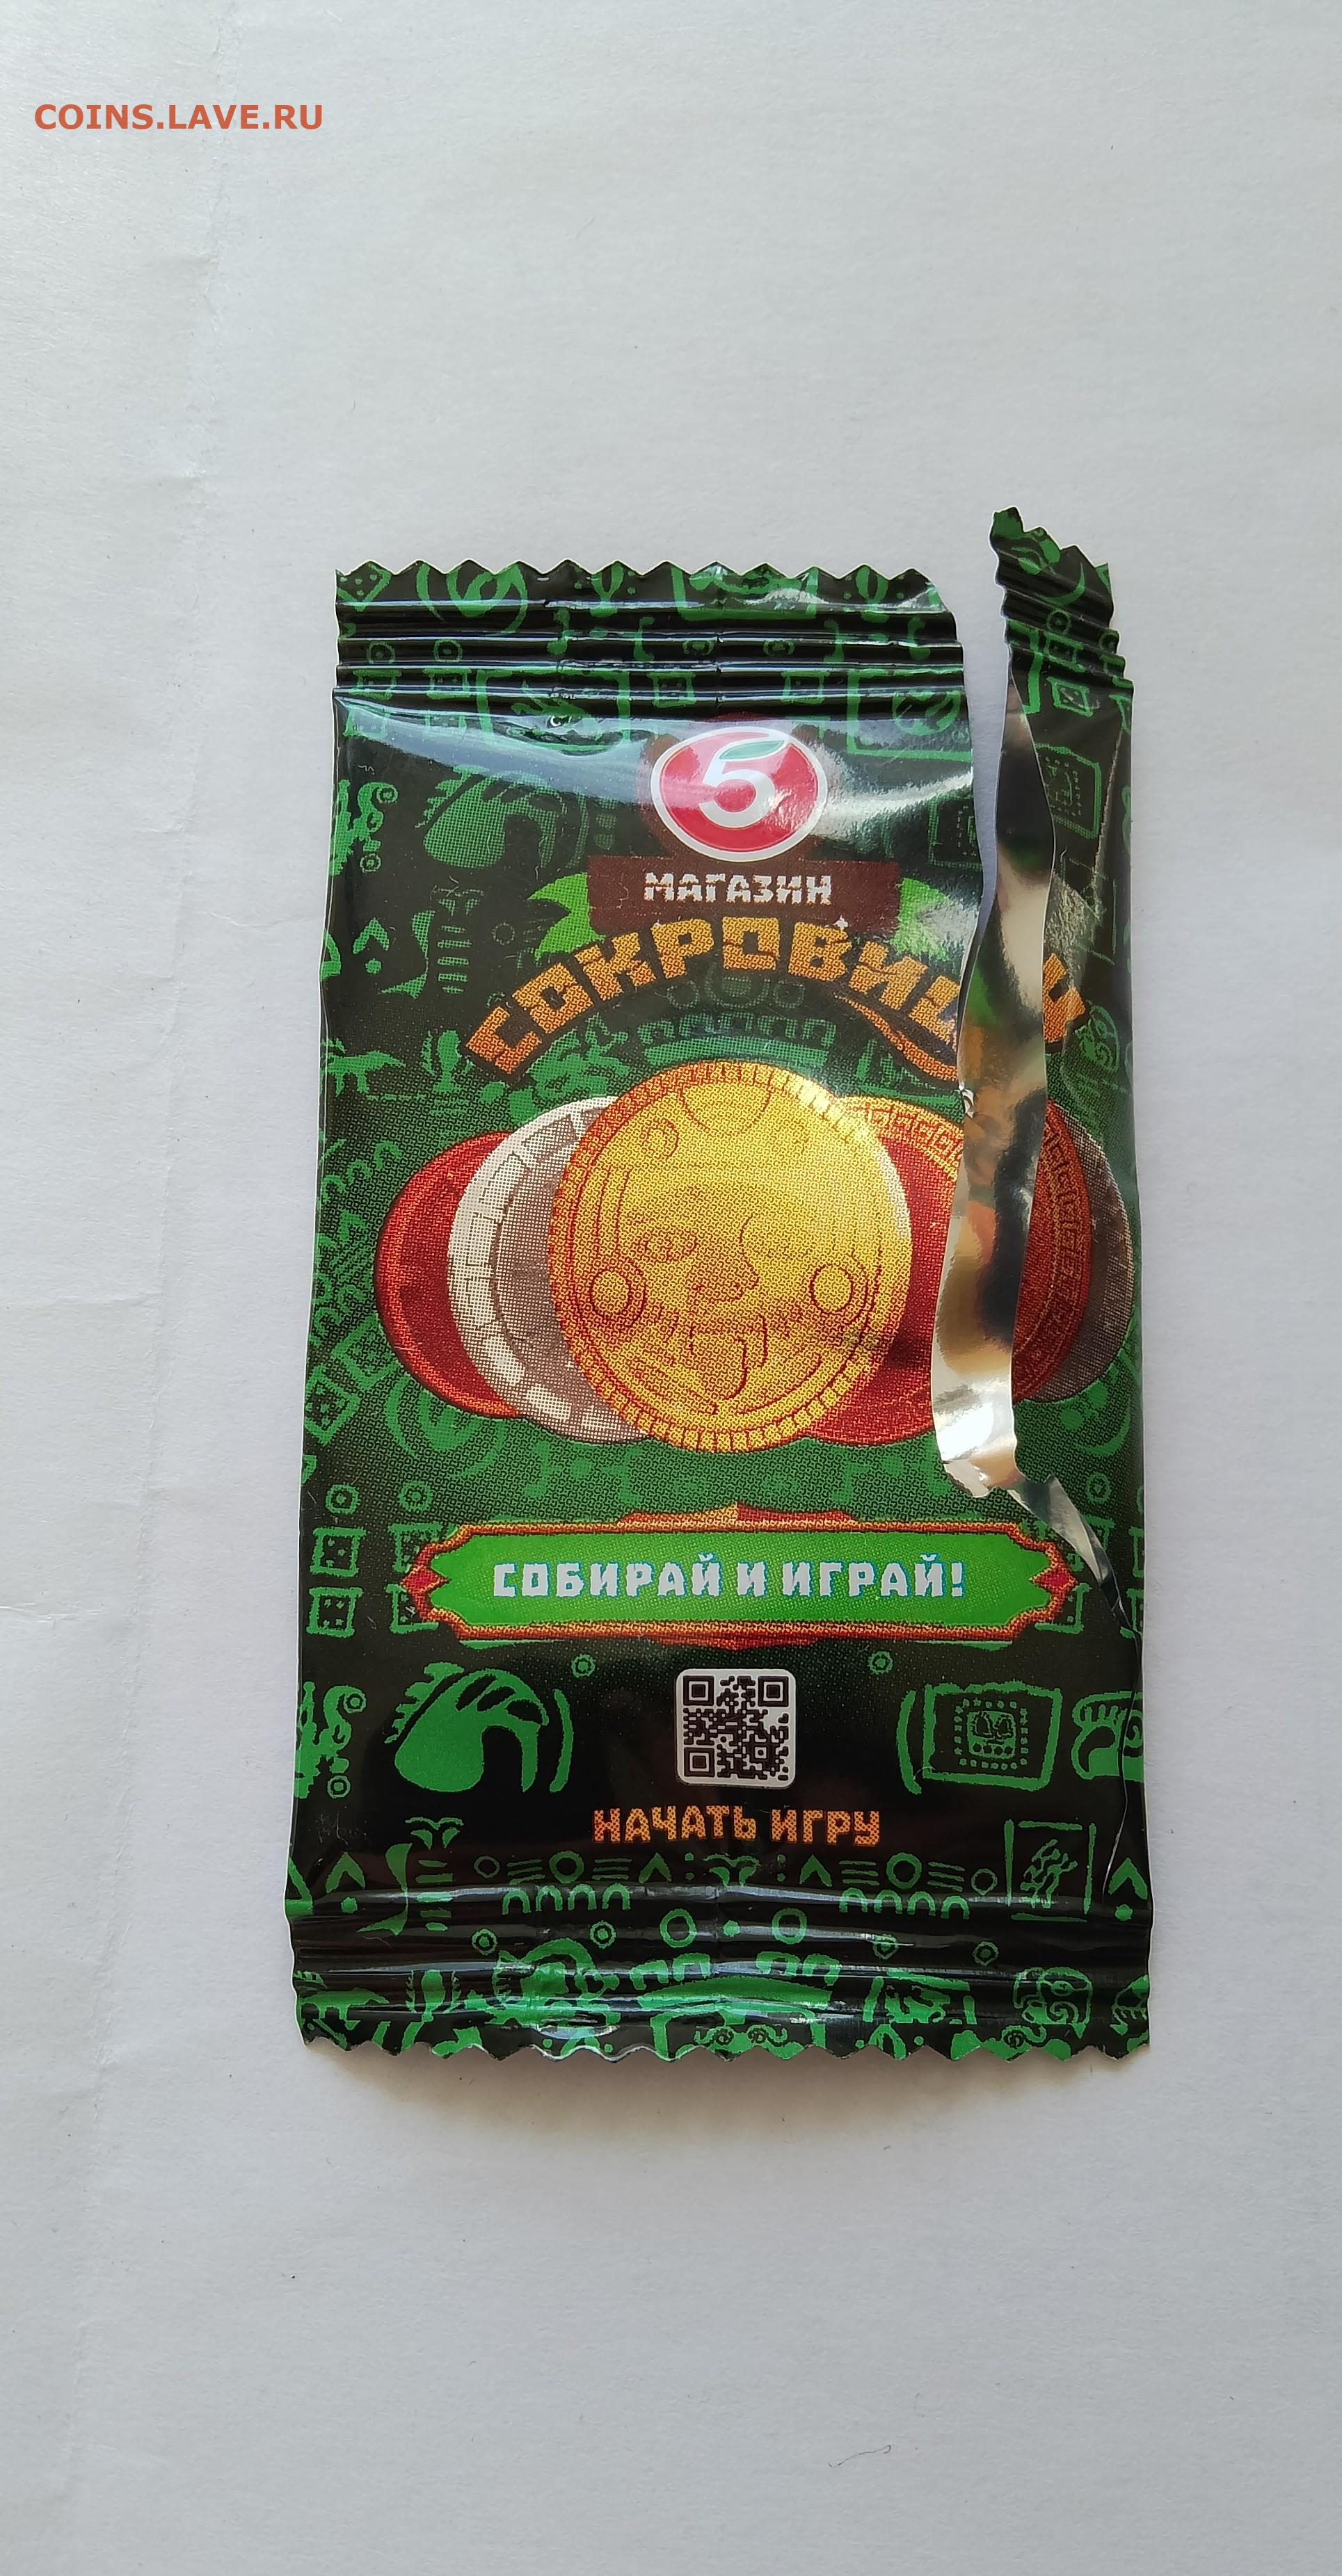 COINS.LAVE.RU
5
МАГАЗИН
СОБИРАЙ И ИГРАЙ!
НАЧАТЬ ИГРУ